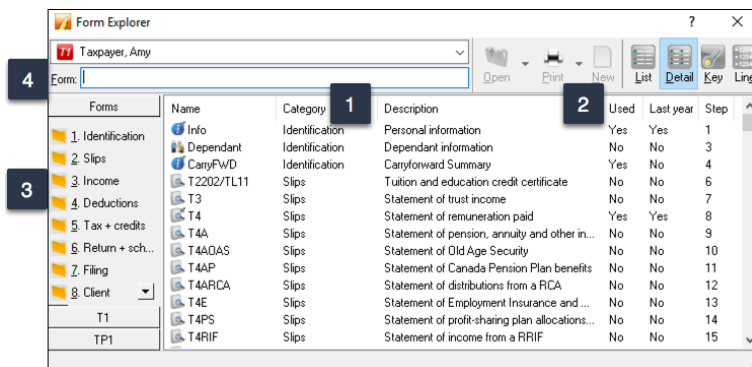 Form Explorer ? X
T1 Taxpayer, Amy
4 Form:
Open Print New List Detail Key
Forms
1. Identification
2. Slips
3 3. Income
4. Deductions
5. Tax + credits
6. Return + sch...
7. Filing
8. Client
T1
TP1
1 2
Name Category Description Used Last year Step
Info Identification Personal information Yes Yes 1
Dependant Identification Dependant information No No 3
CarryFWD Identification Carryforward Summary Yes No 4
T2202/TL11 Slips Tuition and education credit certificate No No 6
T3 Slips Statement of trust income No No 7
T4 Slips Statement of remuneration paid Yes Yes 8
T4A Slips Statement of pension, annuity and other in... No No 9
T4AOAS Slips Statement of Old Age Security No No 10
T4AP Slips Statement of Canada Pension Plan benefits No No 11
T4ARCA Slips Statement of distributions from a RCA No No 12
T4E Slips Statement of Employment Insurance and ... No No 13
T4PS Slips Statement of profit-sharing plan allocations... No No 14
T4RIF Slips Statement of income from a RRIF No No 15